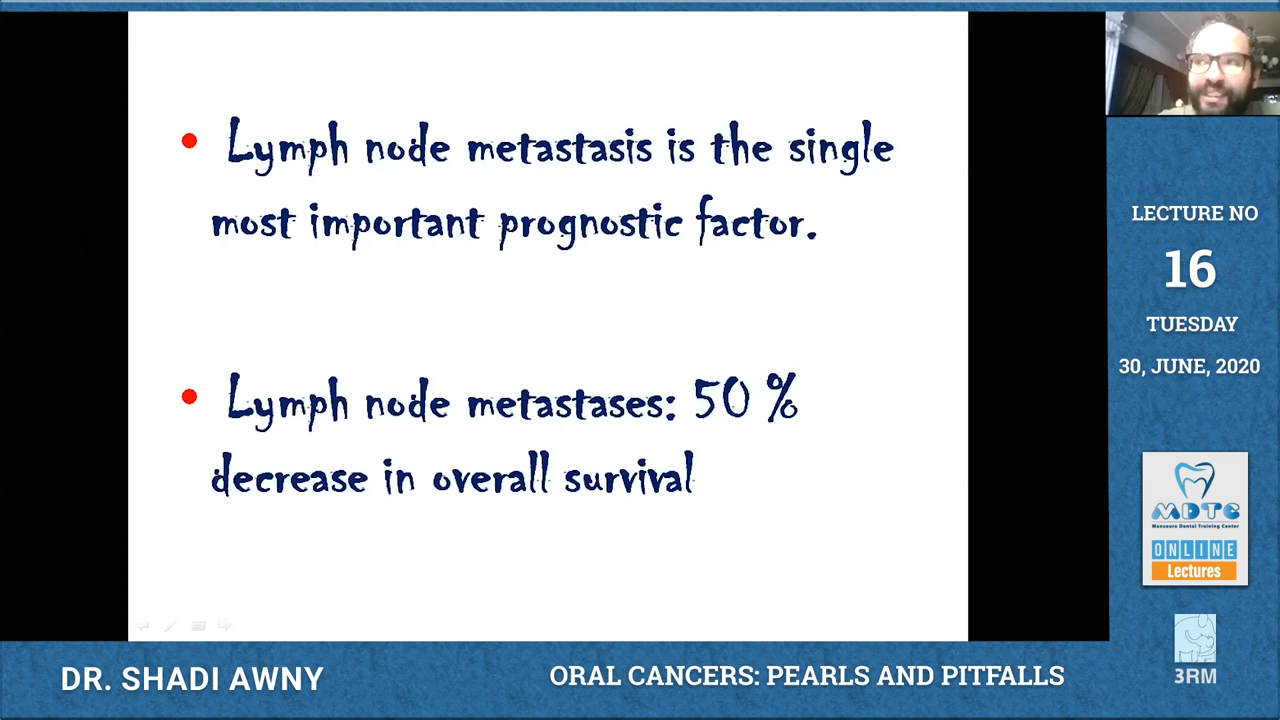 • Lymph node metastasis is the single
most important prognostic factor.
• Lymph node metastases: 50 %
decrease in overall survival
LECTURE NO
16
TUESDAY
30, JUNE, 2020
MDTC
Mansoura Dental Training Center
ONLINE
Lectures
3RM
DR. SHADI AWNY
ORAL CANCERS: PEARLS AND PITFALLS